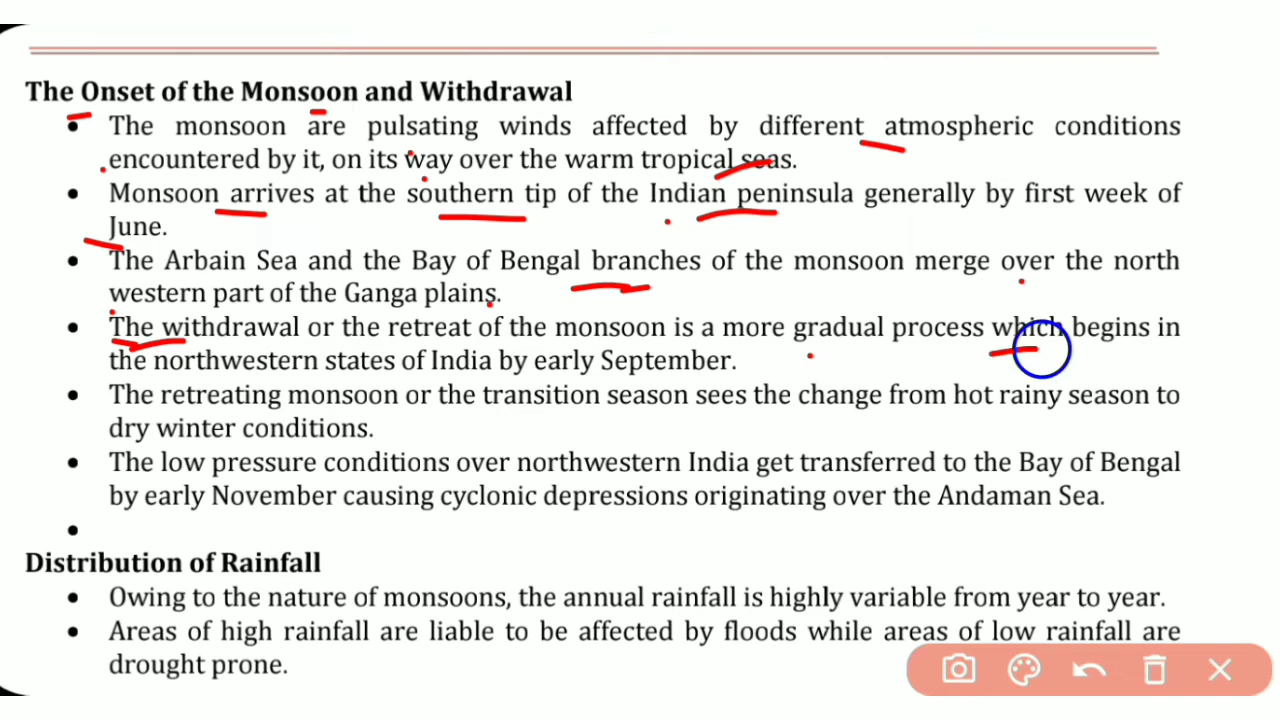 The Onset of the Monsoon and Withdrawal
• The monsoon are pulsating winds affected by different atmospheric conditions
encountered by it, on its way over the warm tropical seas.
• Monsoon arrives at the southern tip of the Indian peninsula generally by first week of
June.
• The Arbain Sea and the Bay of Bengal branches of the monsoon merge over the north
western part of the Ganga plains.
• The withdrawal or the retreat of the monsoon is a more gradual process which begins in
the northwestern states of India by early September.
• The retreating monsoon or the transition season sees the change from hot rainy season to
dry winter conditions.
• The low pressure conditions over northwestern India get transferred to the Bay of Bengal
by early November causing cyclonic depressions originating over the Andaman Sea.
•
Distribution of Rainfall
• Owing to the nature of monsoons, the annual rainfall is highly variable from year to year.
• Areas of high rainfall are liable to be affected by floods while areas of low rainfall are
drought prone.